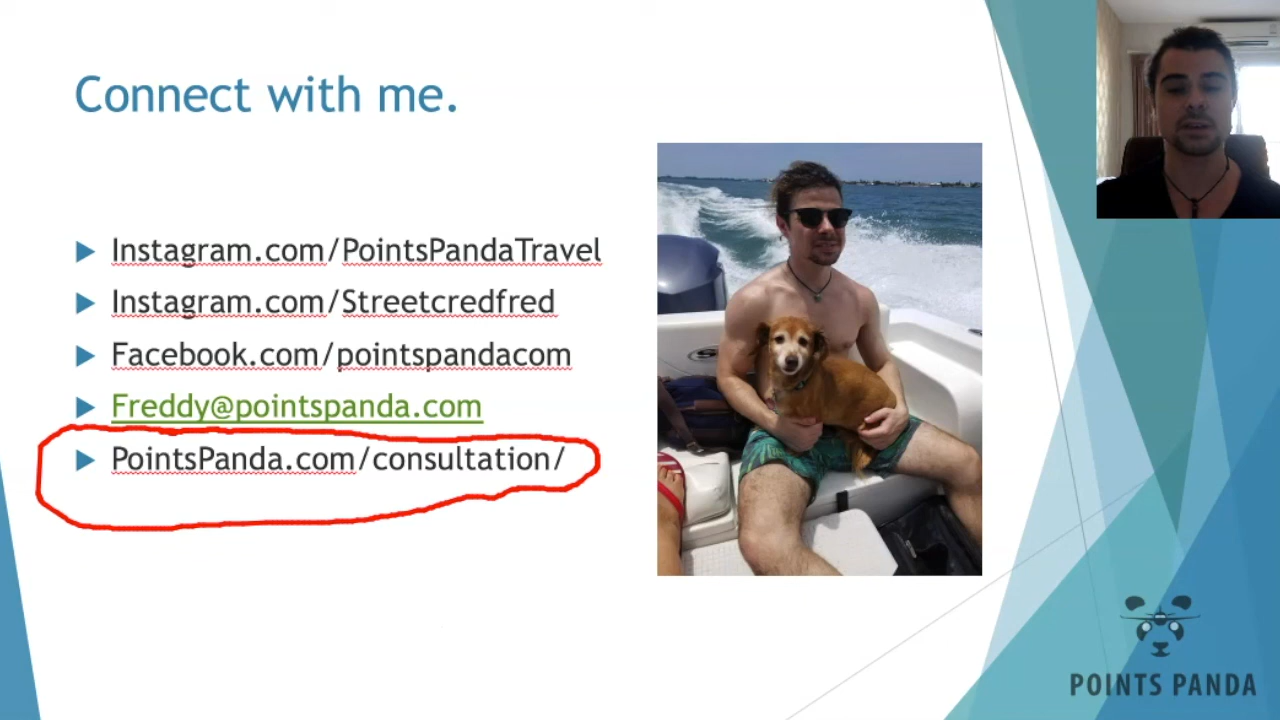 Connect with me.
Instagram.com/PointsPandaTravel
Instagram.com/Streetcredfred
Facebook.com/pointspandacom
Freddy@pointspanda.com
PointsPanda.com/consultation/
POINTS PANDA